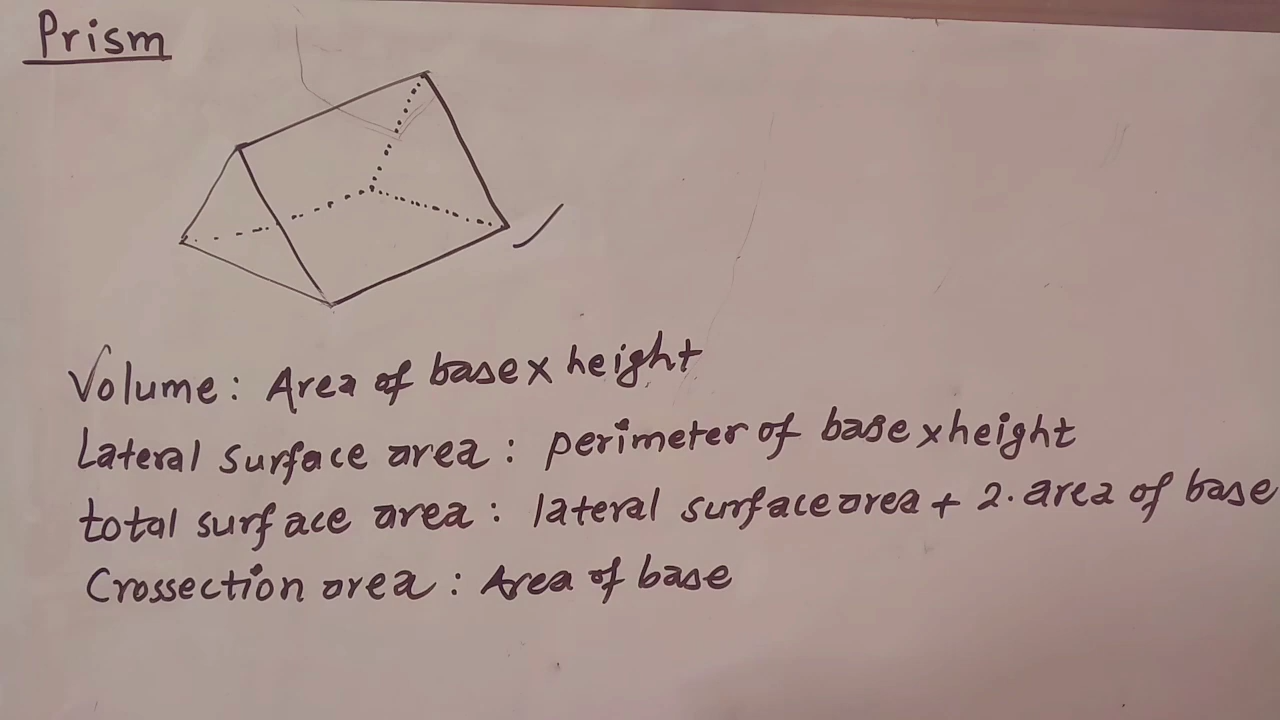 Prism
Volume: Area of base x height
Lateral surface area: perimeter of base x height
total surface area: lateral surface area + 2. area of base
Crossection area: Area of base